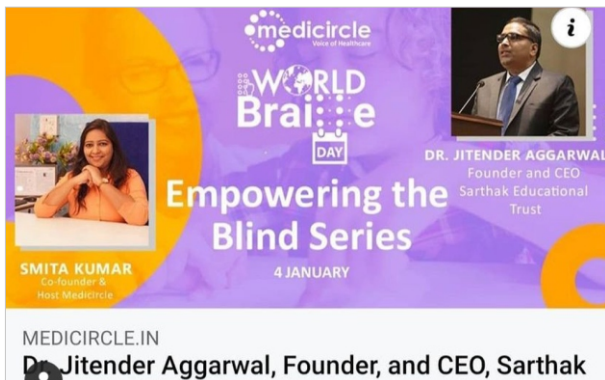 medicircle
Voice of Healthcare
WORLD
Braille
DAY
DR. JITENDER AGGARWAL
Founder and CEO
Sarthak Educational
Trust
Empowering the
Blind Series
4 JANUARY
SMITA KUMAR
Co-founder &
Host Medicircle
MEDICIRCLE.IN
Dr. Jitender Aggarwal, Founder, and CEO, Sarthak